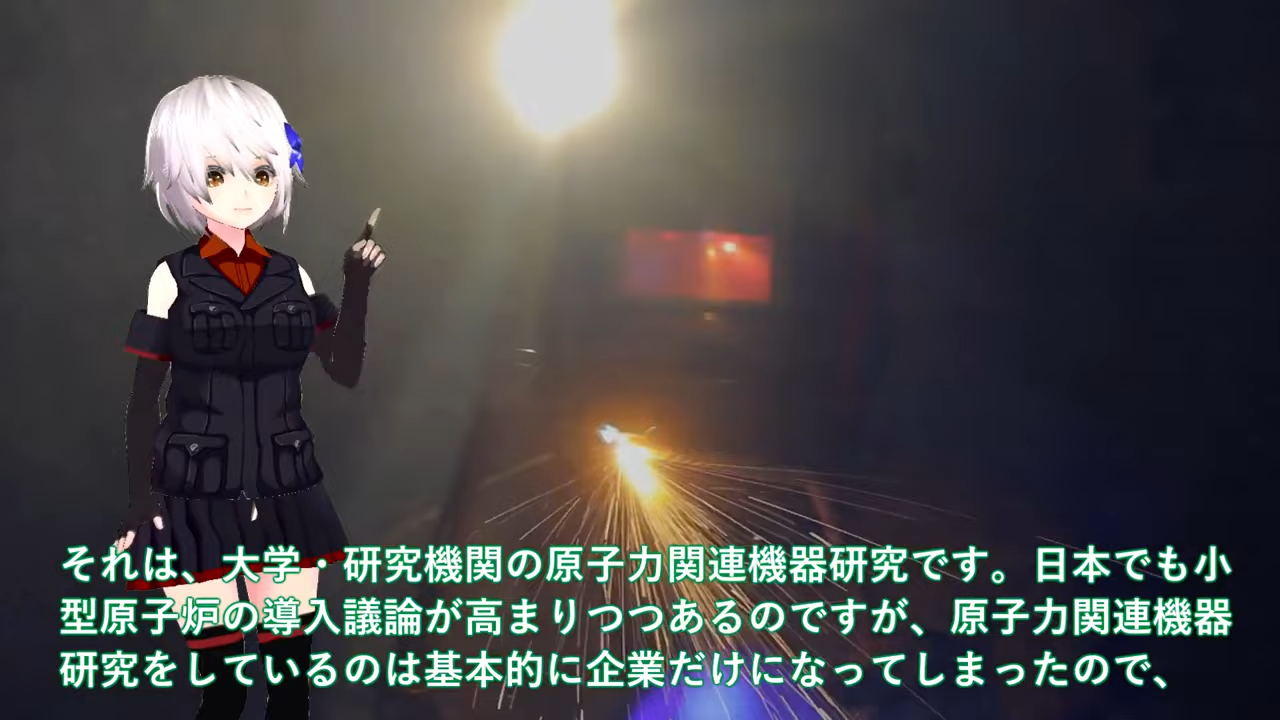 それは、大学・研究機関の原子力関連機器研究です。日本でも小
型原子炉の導入議論が高まりつつあるのですが、原子力関連機器
研究をしているのは基本的に企業だけになってしまったので、